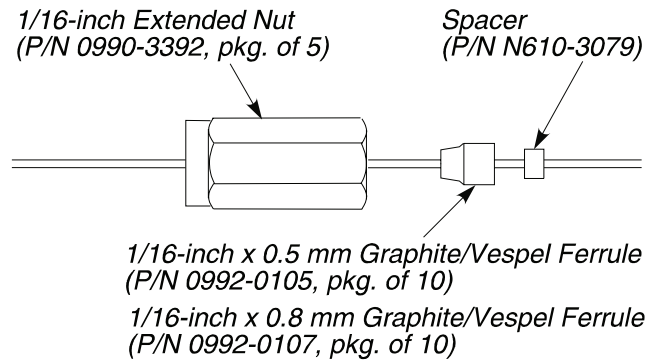 1/16-inch Extended Nut
(P/N 0990-3392, pkg. of 5)
Spacer
(P/N N610-3079)
1/16-inch x 0.5 mm Graphite/Vespel Ferrule
(P/N 0992-0105, pkg. of 10)
1/16-inch x 0.8 mm Graphite/Vespel Ferrule
(P/N 0992-0107, pkg. of 10)